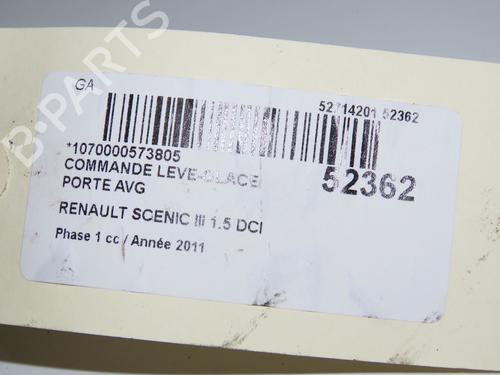 B-PARTS
GA
52714201 52362
*1070000573805
COMMANDE LEVE-GLACE
PORTE AVG
52362
RENAULT SCENIC III 1.5 DCI
Phase 1 cc / Année 2011